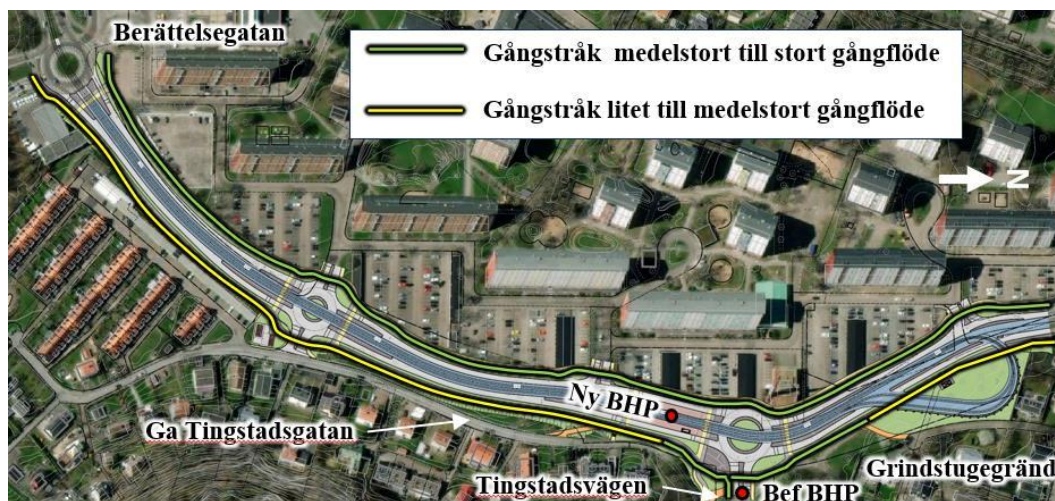 Berättelsegatan
Gångstråk medelstort till stort gångflöde
Gångstråk litet till medelstort gångflöde
N
Ny BHP
Ga Tingstadsgatan
Grindstugegränd
Tingstadsvägen
Bef BHP